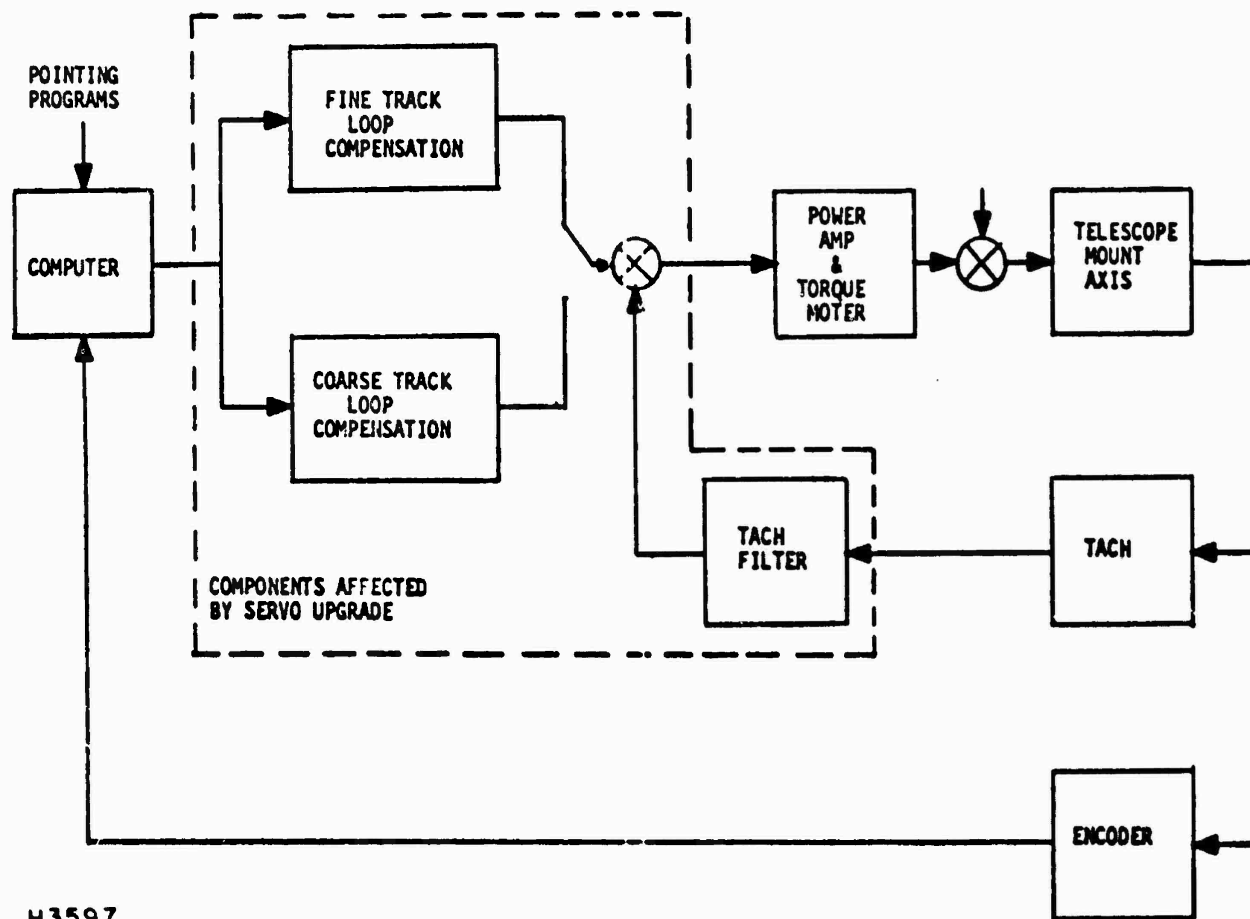 POINTING
PROGRAMS
COMPUTER
FINE TRACK
LOOP
COMPENSATION
COARSE TRACK
LOOP
COMPENSATION
POWER
AMP
&
TORQUE
MOTER
TELESCOPE
MOUNT
AXIS
TACH
FILTER
TACH
COMPONENTS AFFECTED
BY SERVO UPGRADE
ENCODER
H3597